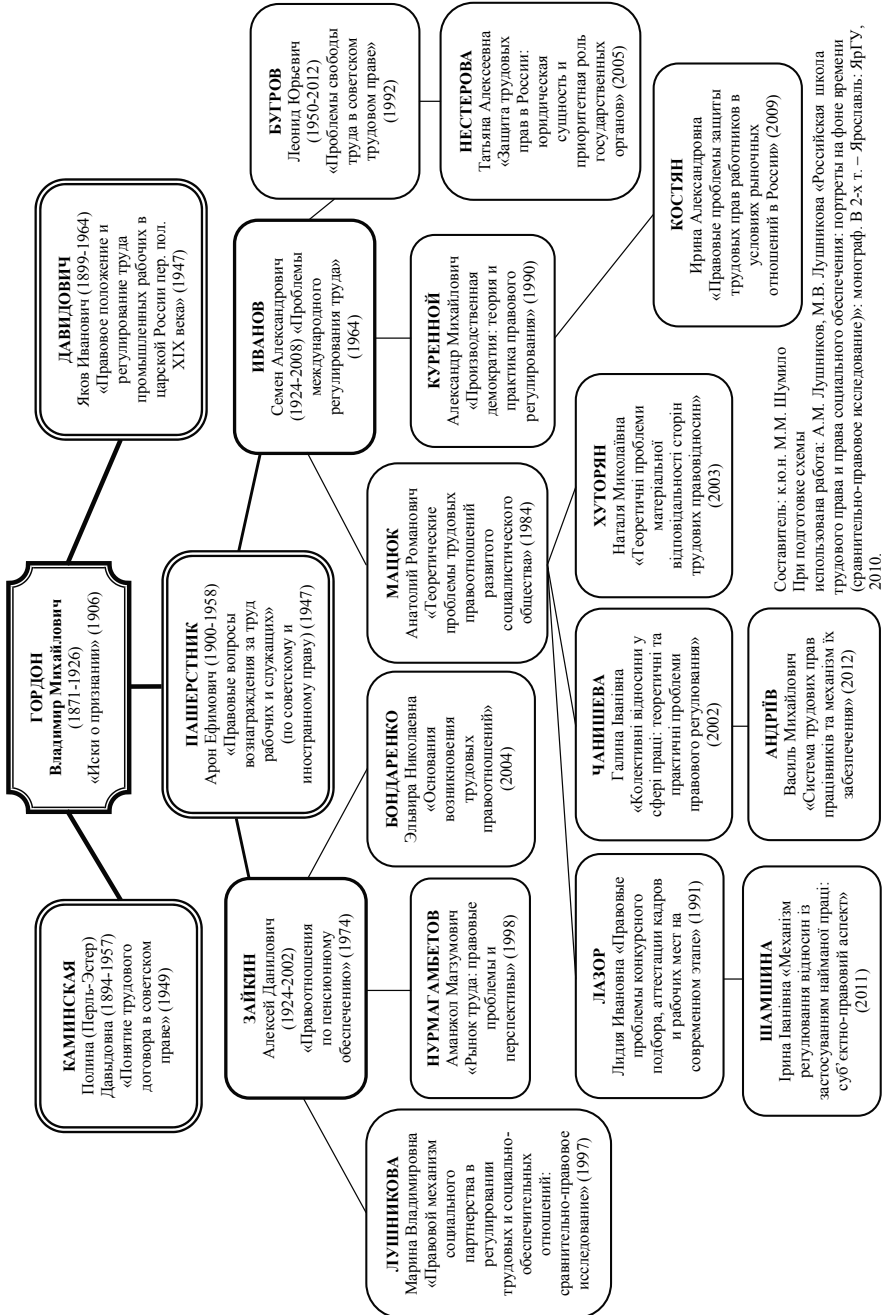 ГОРДОН
Владимир Михайлович
(1871-1926)
«Иски о признании» (1906)
КАМИНСКАЯ
Полина (Перль-Эстер)
Давыдовна (1894-1957)
«Понятие трудового
договора в советском
праве» (1949)
ПАШЕРСТНИК
Арон Ефимович (1900-1958)
«Правовые вопросы
вознаграждения за труд
рабочих и служащих»
(по советскому и
иностранному праву) (1947)
ДАВИДОВИЧ
Яков Иванович (1899-1964)
«Правовое положение и
регулирование труда
промышленных рабочих в
царской России пер. пол.
XIX века» (1947)
ЗАЙКИН
Алексей Данилович
(1924-2002)
«Правоотношения
по пенсионному
обеспечению» (1974)
ИВАНОВ
Семен Александрович
(1924-2008) «Проблемы
международного
регулирования труда»
(1964)
БУГРОВ
Леонид Юрьевич
(1950-2012)
«Проблемы свободы
труда в советском
трудовом праве»
(1992)
ЛУШНИКОВА
Марина Владимировна
«Правовой механизм
социального
партнерства в
регулировании
трудовых и социально-
обеспечительных
отношений:
сравнительно-правовое
исследование» (1997)
НУРМАГАМБЕТОВ
Аманжол Магзумович
«Рынок труда: правовые
проблемы и
перспективы» (1998)
БОНДАРЕНКО
Эльвира Николаевна
«Основания
возникновения
трудовых
правоотношений»
(2004)
МАЦЮК
Анатолий Романович
«Теоретические
проблемы трудовых
правоотношений
развитого
социалистического
общества» (1984)
КУРЕННОЙ
Александр Михайлович
«Производственная
демократия: теория и
практика правового
регулирования» (1990)
НЕСТЕРОВА
Татьяна Алексеевна
«Защита трудовых
прав в России:
юридическая
сущность и
приоритетная роль
государственных
органов» (2005)
ЛАЗОР
Лидия Ивановна «Правовые
проблемы конкурсного
подбора, аттестации кадров
и рабочих мест на
современном этапе» (1991)
ЧАНИШЕВА
Галина Іванівна
«Колективні відносини у
сфері праці: теоретичні та
практичні проблеми
правового регулювання»
(2002)
ХУТОРЯН
Наталя Миколаївна
«Теоретичні проблеми
матеріальної
відповідальності сторін
трудових правовідносин»
(2003)
КОСТЯН
Ирина Александровна
«Правовые проблемы защиты
трудовых прав работников в
условиях рыночных
отношений в России» (2009)
ШАМШИНА
Ірина Іванівна «Механізм
регулювання відносин із
застосуванням найманої праці:
суб’єктно-правовий аспект»
(2011)
АНДРІЇВ
Василь Михайлович
«Система трудових прав
працівників та механізм їх
забезпечення» (2012)
Составитель: к.ю.н. М.М. Шумило
При подготовке схемы
использована работа: А.М. Лушников, М.В. Лушникова «Российская школа
трудового права и права социального обеспечения: портреты на фоне времени
(сравнительно-правовое исследование)»: монограф. В 2-х т. – Ярославль: ЯрГУ,
2010.